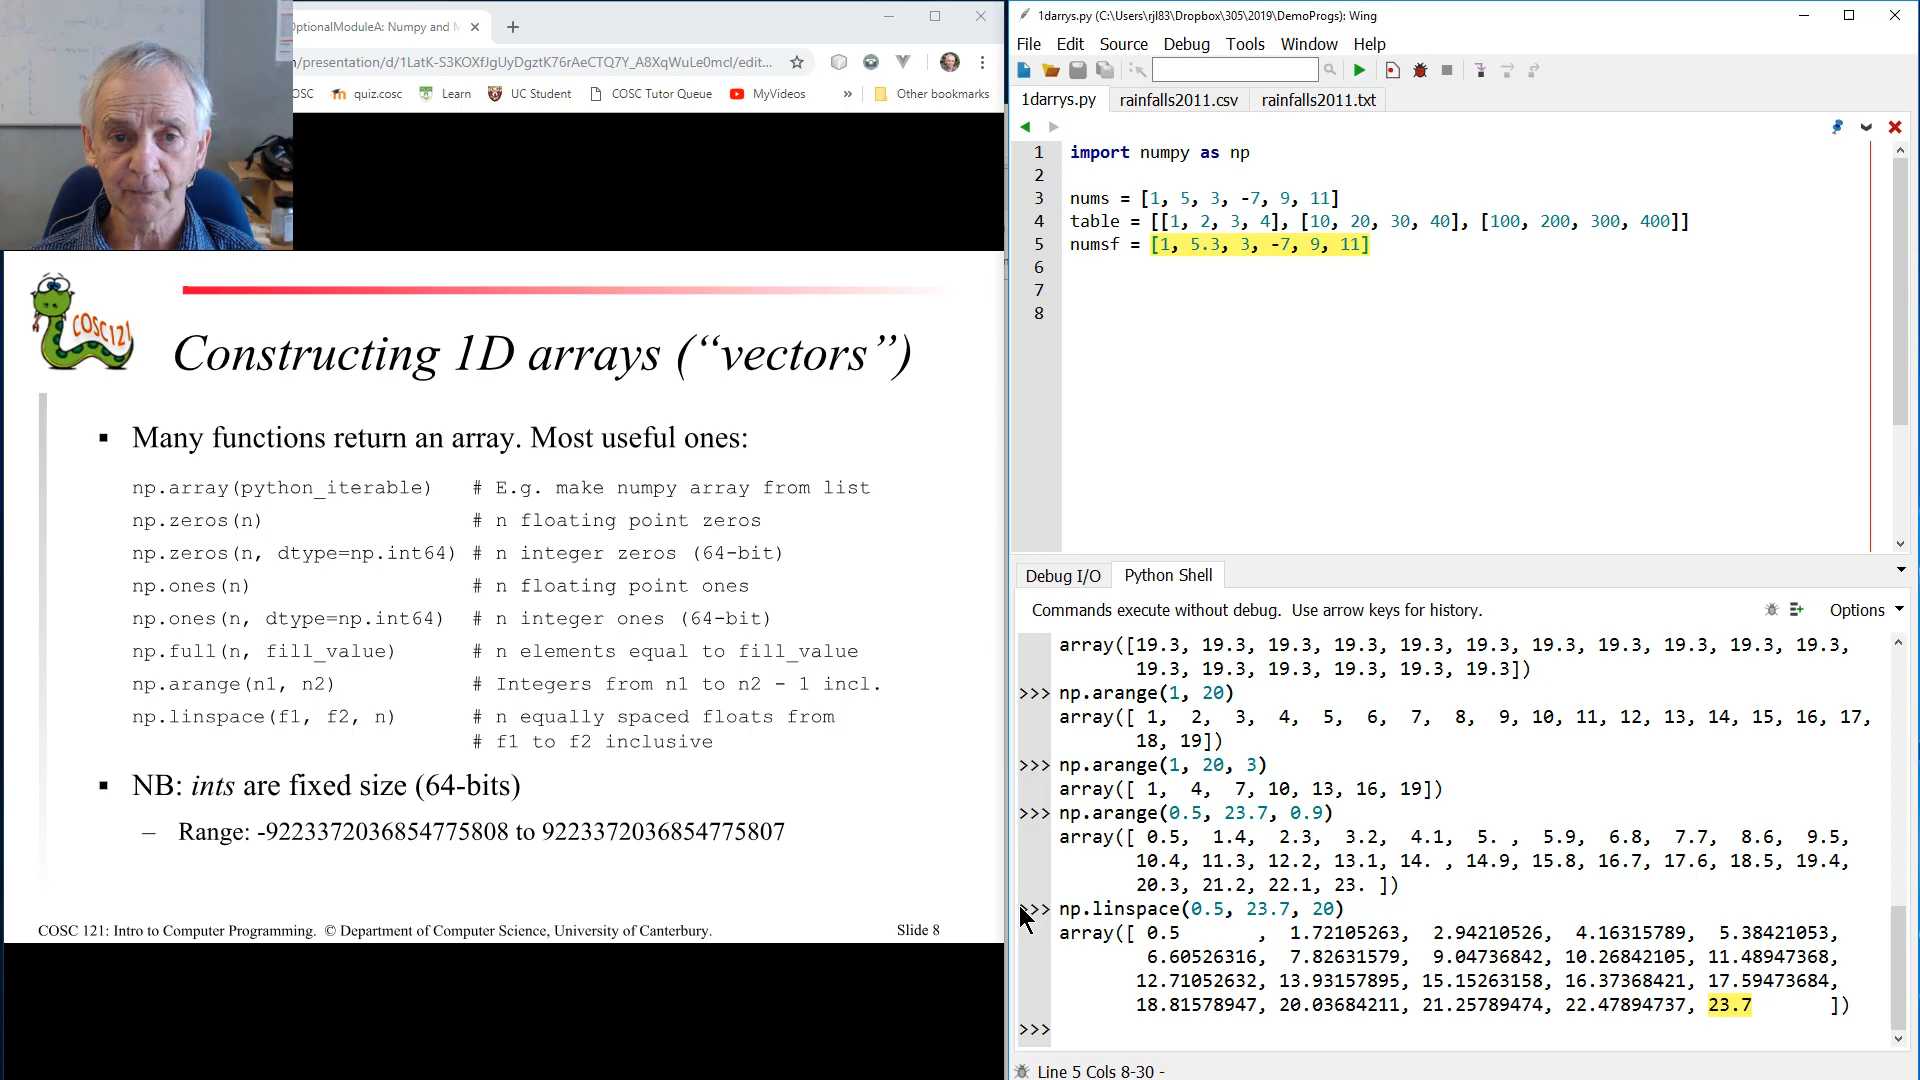 OptionalModuleA: Numpy and M
/presentation/d/1LatK-S3KOXfJgUyDgztK76rAeCTQ7Y_A8XqWuLe0mcI/edit...
OSC quiz.cosc Learn UC Student COSC Tutor Queue MyVideos » Other bookmarks
COSC121
Constructing 1D arrays (“vectors”)
▪ Many functions return an array. Most useful ones:
np.array(python_iterable) # E.g. make numpy array from list
np.zeros(n) # n floating point zeros
np.zeros(n, dtype=np.int64) # n integer zeros (64-bit)
np.ones(n) # n floating point ones
np.ones(n, dtype=np.int64) # n integer ones (64-bit)
np.full(n, fill_value) # n elements equal to fill_value
np.arange(n1, n2) # Integers from n1 to n2 - 1 incl.
np.linspace(f1, f2, n) # n equally spaced floats from
# f1 to f2 inclusive
▪ NB: ints are fixed size (64-bits)
– Range: -9223372036854775808 to 9223372036854775807
COSC 121: Intro to Computer Programming. © Department of Computer Science, University of Canterbury. Slide 8
1darrys.py (C:\Users\rjl83\Dropbox\305\2019\DemoProgs): Wing
File Edit Source Debug Tools Window Help
1darrys.py rainfalls2011.csv rainfalls2011.txt
1 import numpy as np
2
3 nums = [1, 5, 3, -7, 9, 11]
4 table = [[1, 2, 3, 4], [10, 20, 30, 40], [100, 200, 300, 400]]
5 numsf = [1, 5.3, 3, -7, 9, 11]
6
7
8
Debug I/O Python Shell
Commands execute without debug. Use arrow keys for history. Options
array([19.3, 19.3, 19.3, 19.3, 19.3, 19.3, 19.3, 19.3, 19.3, 19.3, 19.3,
19.3, 19.3, 19.3, 19.3, 19.3, 19.3])
>>> np.arange(1, 20)
array([ 1, 2, 3, 4, 5, 6, 7, 8, 9, 10, 11, 12, 13, 14, 15, 16, 17,
18, 19])
>>> np.arange(1, 20, 3)
array([ 1, 4, 7, 10, 13, 16, 19])
>>> np.arange(0.5, 23.7, 0.9)
array([ 0.5, 1.4, 2.3, 3.2, 4.1, 5. , 5.9, 6.8, 7.7, 8.6, 9.5,
10.4, 11.3, 12.2, 13.1, 14. , 14.9, 15.8, 16.7, 17.6, 18.5, 19.4,
20.3, 21.2, 22.1, 23. ])
>>> np.linspace(0.5, 23.7, 20)
array([ 0.5 , 1.72105263, 2.94210526, 4.16315789, 5.38421053,
6.60526316, 7.82631579, 9.04736842, 10.26842105, 11.48947368,
12.71052632, 13.93157895, 15.15263158, 16.37368421, 17.59473684,
18.81578947, 20.03684211, 21.25789474, 22.47894737, 23.7 ])
>>>
Line 5 Cols 8-30 -